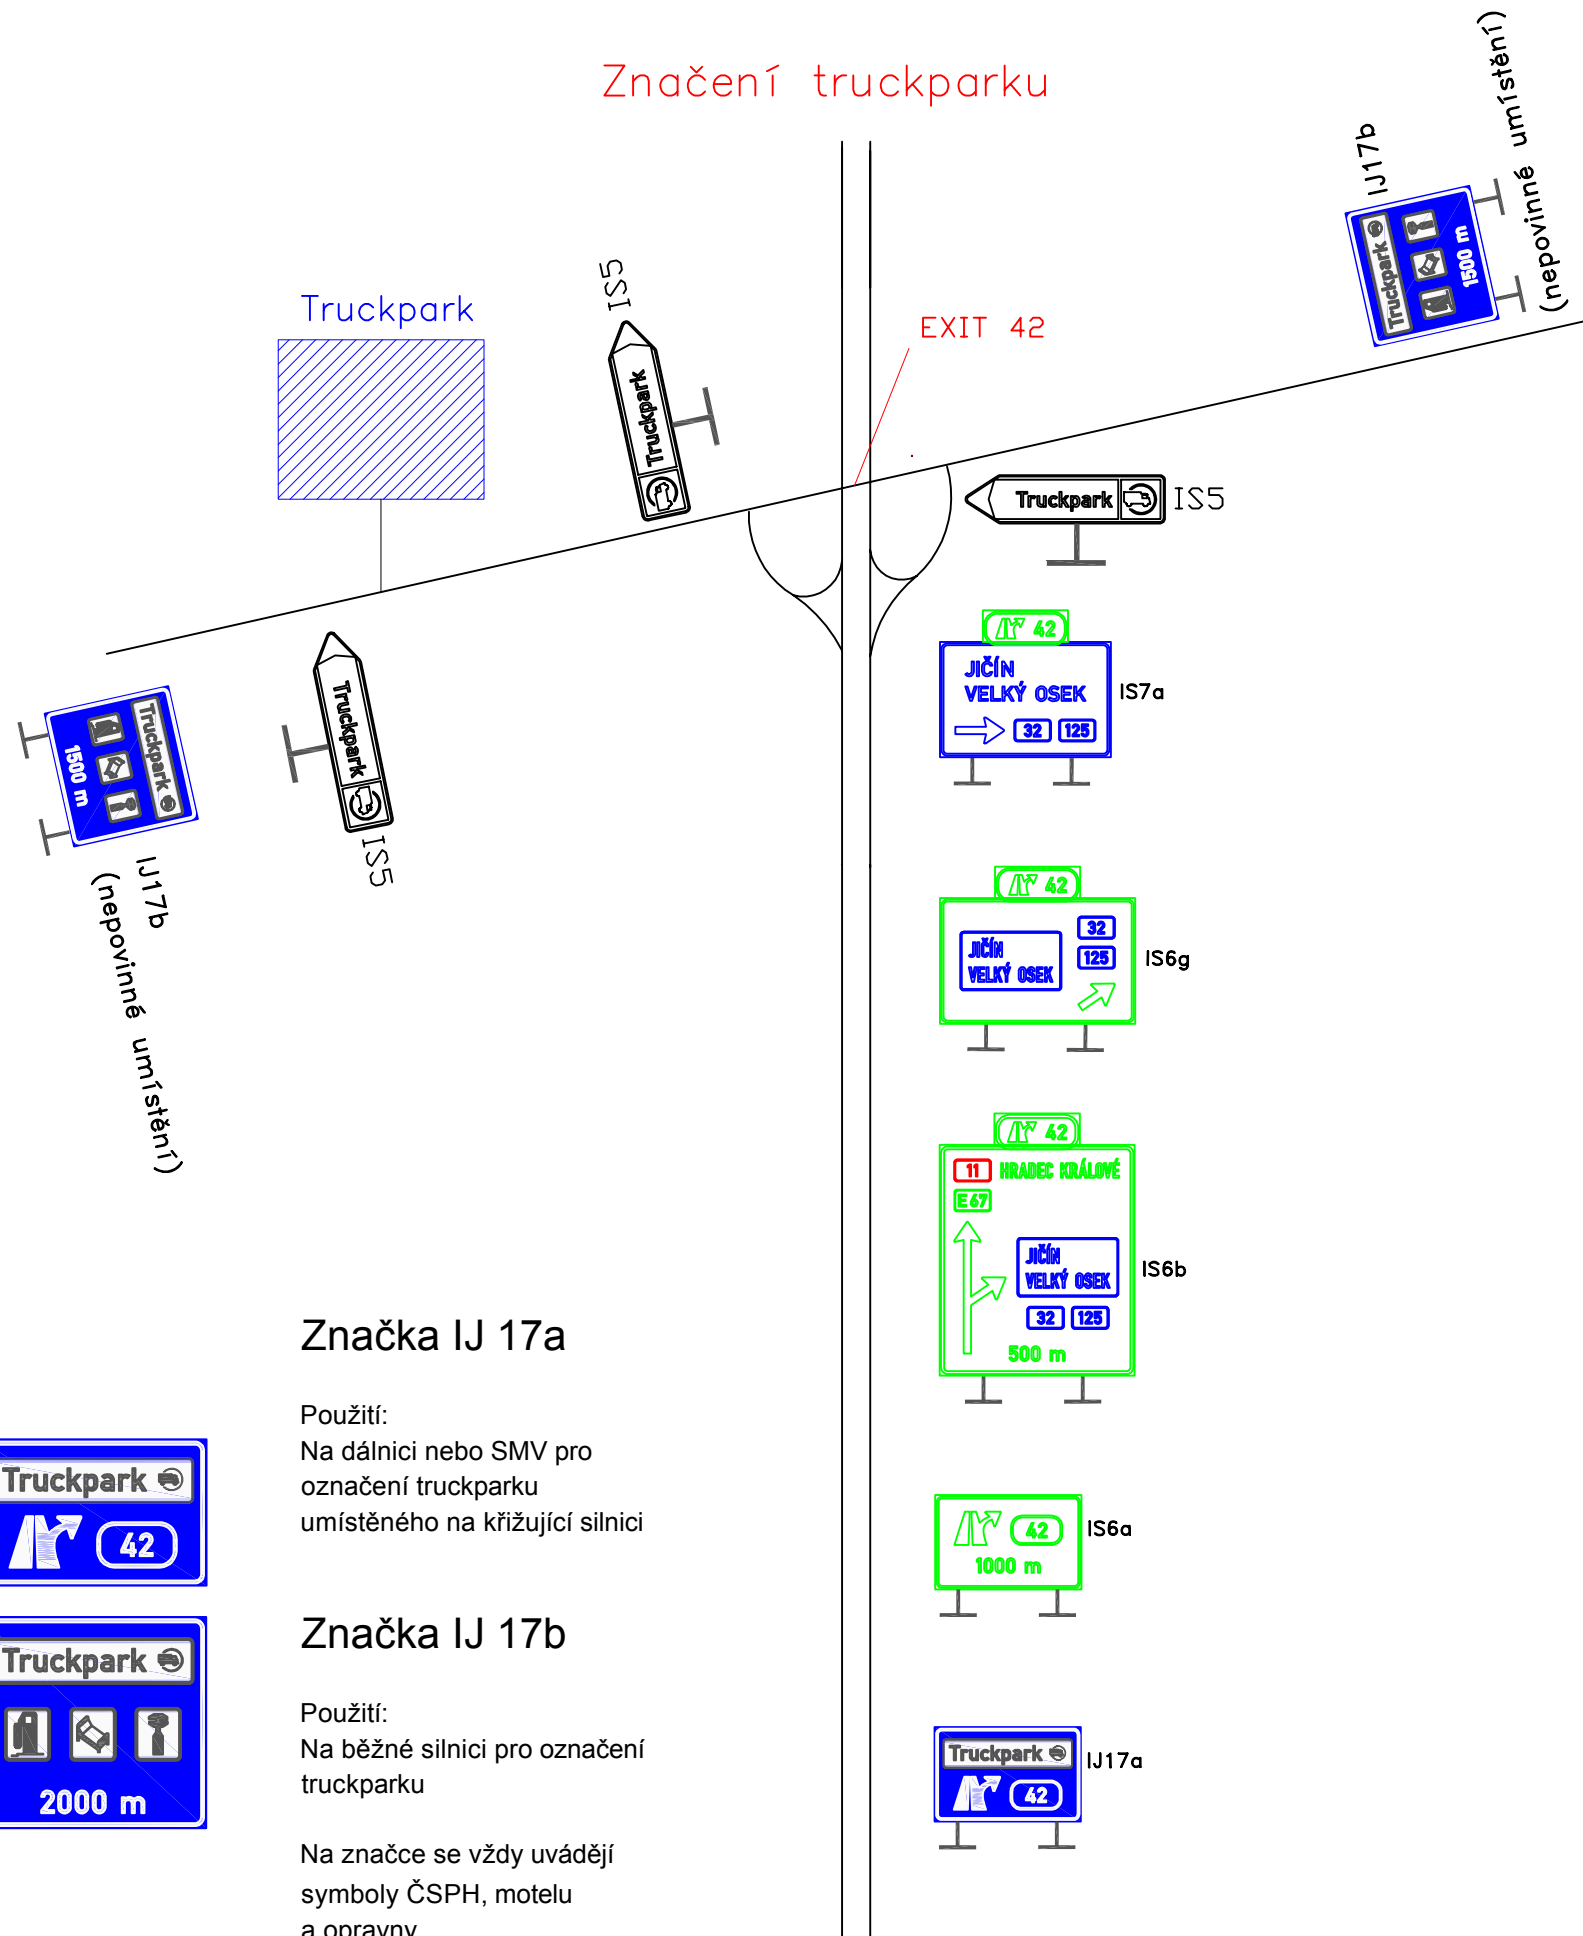 Značení truckparku
(nepovinné umístění)
IJ17b
Truckpark
1500 m
IS5
Truckpark
Truckpark
EXIT 42
Truckpark
IS5
42
JIČÍN
VELKÝ OSEK
32 125
IS7a
Truckpark
IS5
Truckpark
1500 m
IJ17b
(nepovinné umístění)
42
JIČÍN
VELKÝ OSEK
32
125
IS6g
42
11 HRADEC KRÁLOVÉ
E67
JIČÍN
VELKÝ OSEK
32 125
500 m
IS6b
Značka IJ 17a
Použití:
Na dálnici nebo SMV pro
označení truckparku
umístěného na křižující silnici
Truckpark
42
42
1000 m
IS6a
Značka IJ 17b
Použití:
Na běžné silnici pro označení
truckparku
Na značce se vždy uvádějí
symboly ČSPH, motelu
a opravny
Truckpark
2000 m
Truckpark
42
IJ17a